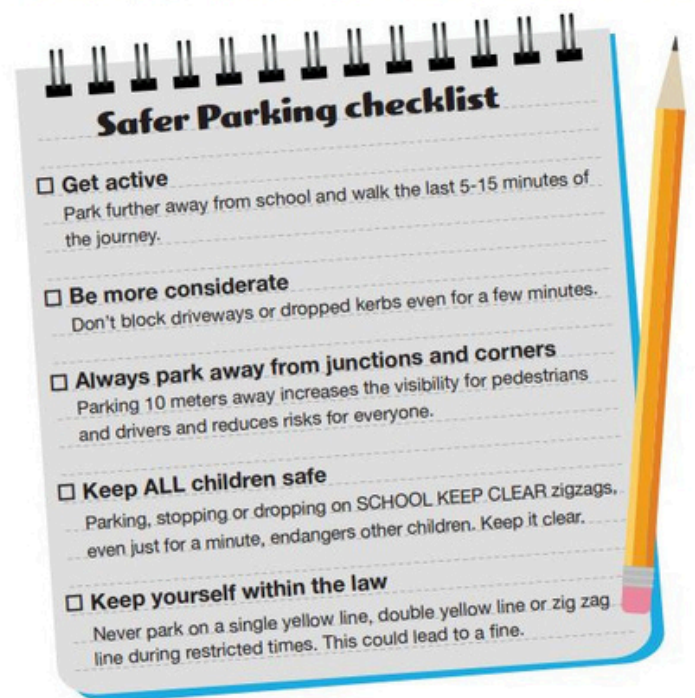 Safer Parking checklist
Get active
Park further away from school and walk the last 5-15 minutes of
the journey.
Be more considerate
Don't block driveways or dropped kerbs even for a few minutes.
Always park away from junctions and corners
Parking 10 meters away increases the visibility for pedestrians
and drivers and reduces risks for everyone.
Keep ALL children safe
Parking, stopping or dropping on SCHOOL KEEP CLEAR zigzags,
even just for a minute, endangers other children. Keep it clear.
Keep yourself within the law
Never park on a single yellow line, double yellow line or zig zag
line during restricted times. This could lead to a fine.